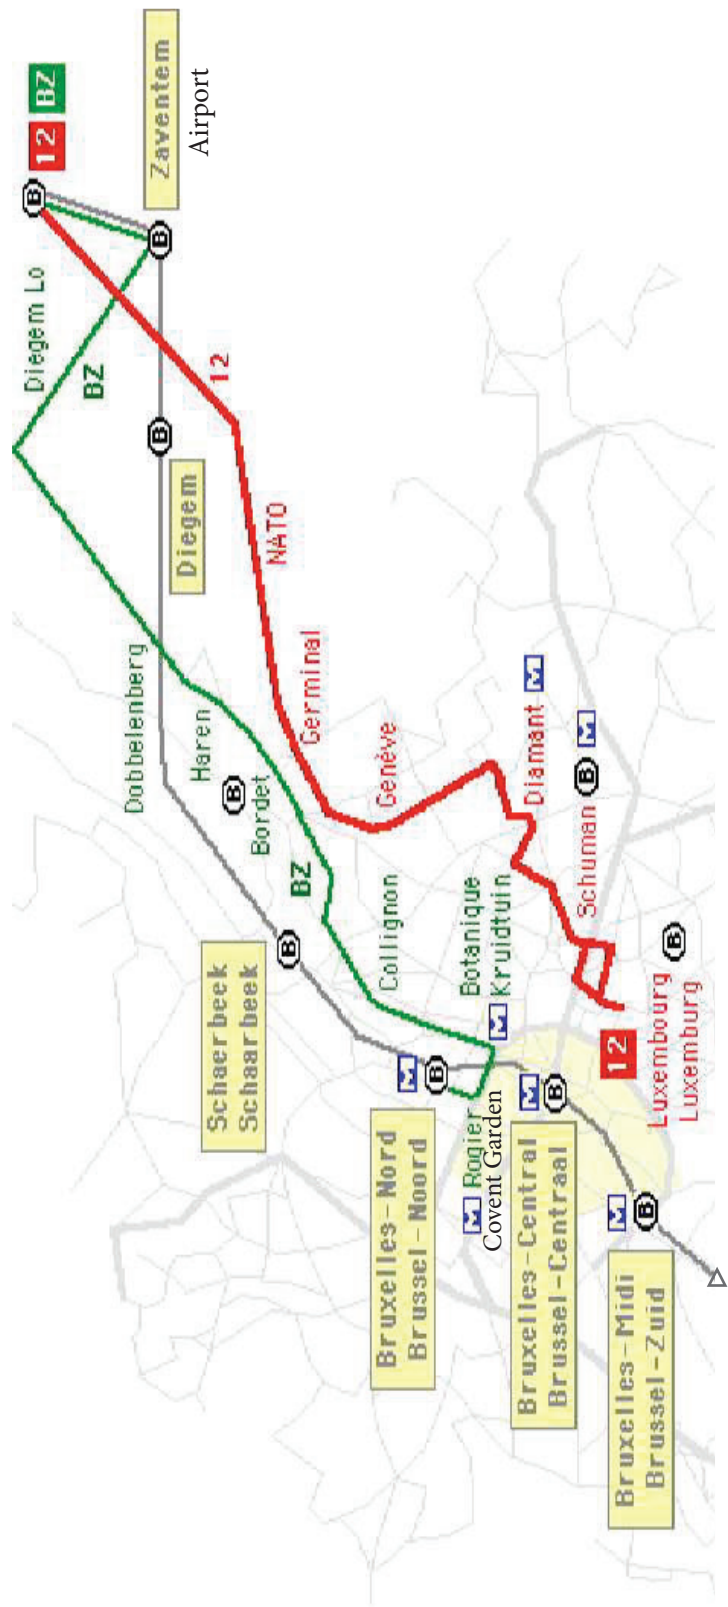 12
BZ
Zaventem
Airport
Diegem Lo
BZ
12
Diegem
NATO
Dobbelenberg
Haren
Bordet
Germinal
Genève
BZ
Diamant
Schuman
Schaerbeek
Schaarbeek
Collignon
Botanique
Kruidtuin
12
Luxembourg
Luxemburg
Bruxelles-Nord
Brussel-Noord
Rogier
Covent Garden
Bruxelles-Central
Brussel-Centraal
Bruxelles-Midi
Brussel-Zuid
B
B
B
B
B
B
B
B
B
B
M
M
M
M
M
M
M